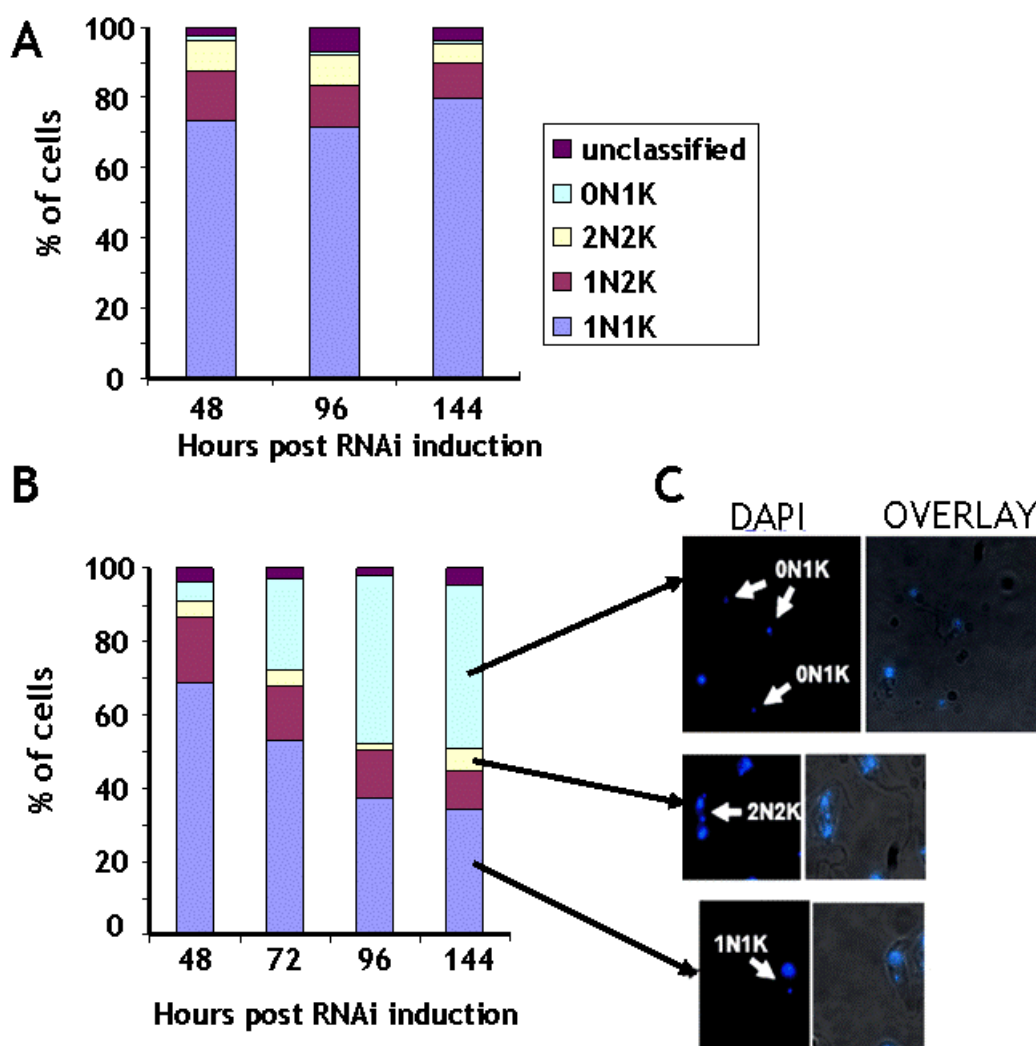 A
% of cells
100
80
60
40
20
0
48 96 144
Hours post RNAi induction
unclassified
0N1K
2N2K
1N2K
1N1K
B
% of cells
100
80
60
40
20
0
48 72 96 144
Hours post RNAi induction
C
DAPI OVERLAY
0N1K
0N1K
2N2K
1N1K